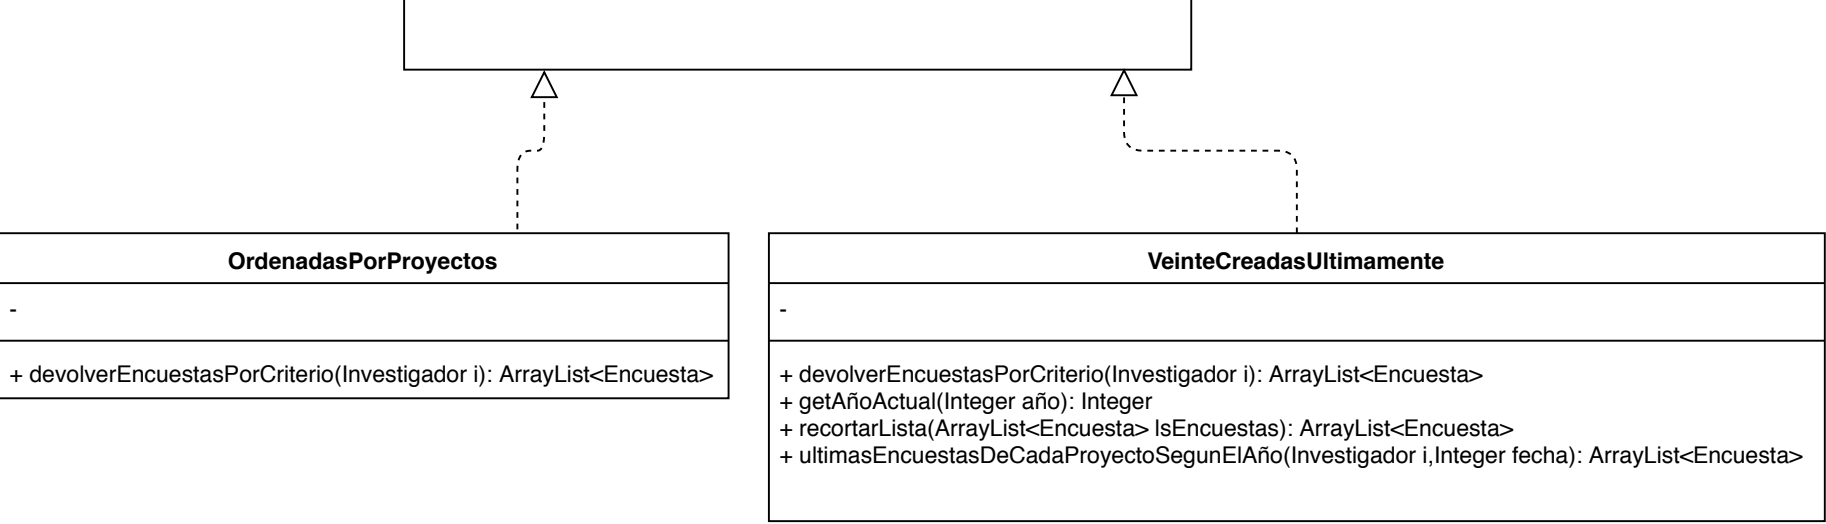 OrdenadasPorProyectos
-
+ devolverEncuestasPorCriterio(Investigador i): ArrayList<Encuesta>
VeinteCreadasUltimamente
-
+ devolverEncuestasPorCriterio(Investigador i): ArrayList<Encuesta>
+ getAñoActual(Integer año): Integer
+ recortarLista(ArrayList<Encuesta> lsEncuestas): ArrayList<Encuesta>
+ ultimasEncuestasDeCadaProyectoSegunElAño(Investigador i,Integer fecha): ArrayList<Encuesta>